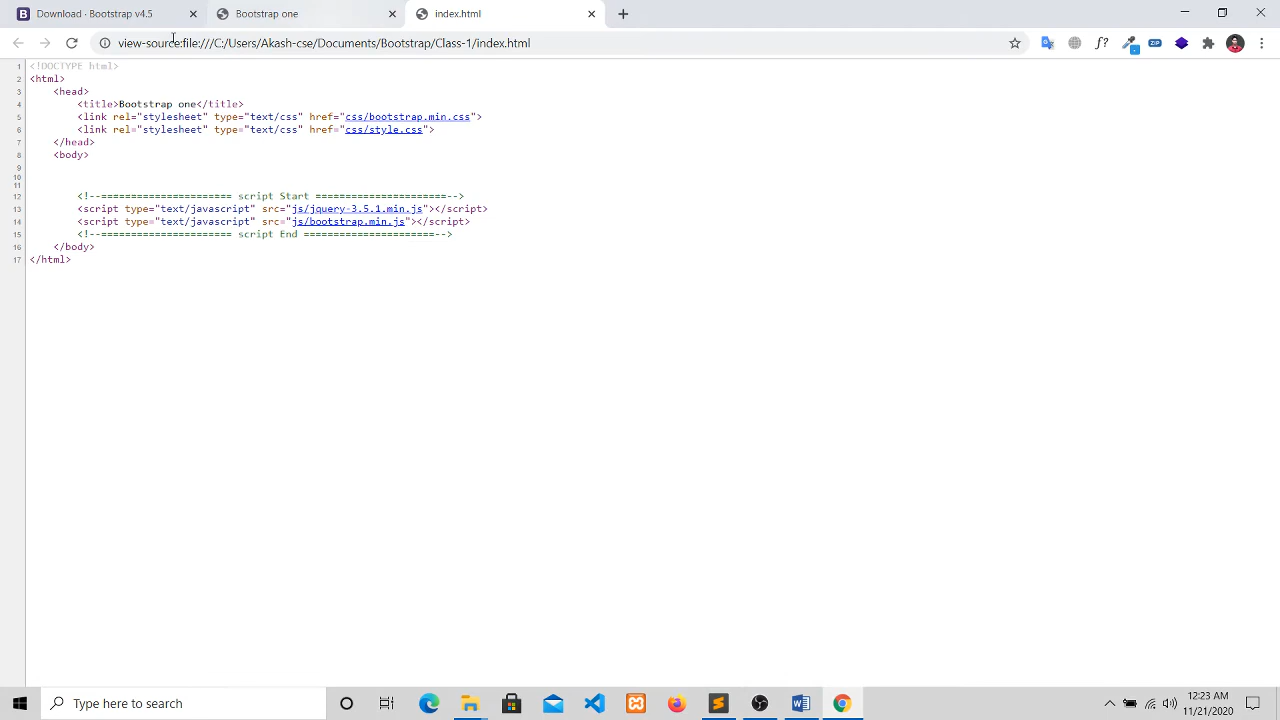 Download · Bootstrap v4.5
Bootstrap one
index.html
view-source:file:///C:/Users/Akash-cse/Documents/Bootstrap/Class-1/index.html
1 <!DOCTYPE html>
2 <html>
3 <head>
4 <title>Bootstrap one</title>
5 <link rel="stylesheet" type="text/css" href="css/bootstrap.min.css">
6 <link rel="stylesheet" type="text/css" href="css/style.css">
7 </head>
8 <body>
9
10
11
12 <!--====================== script Start ======================-->
13 <script type="text/javascript" src="js/jquery-3.5.1.min.js"></script>
14 <script type="text/javascript" src="js/bootstrap.min.js"></script>
15 <!--====================== script End ======================-->
16 </body>
17 </html>
Type here to search
12:23 AM
11/21/2020